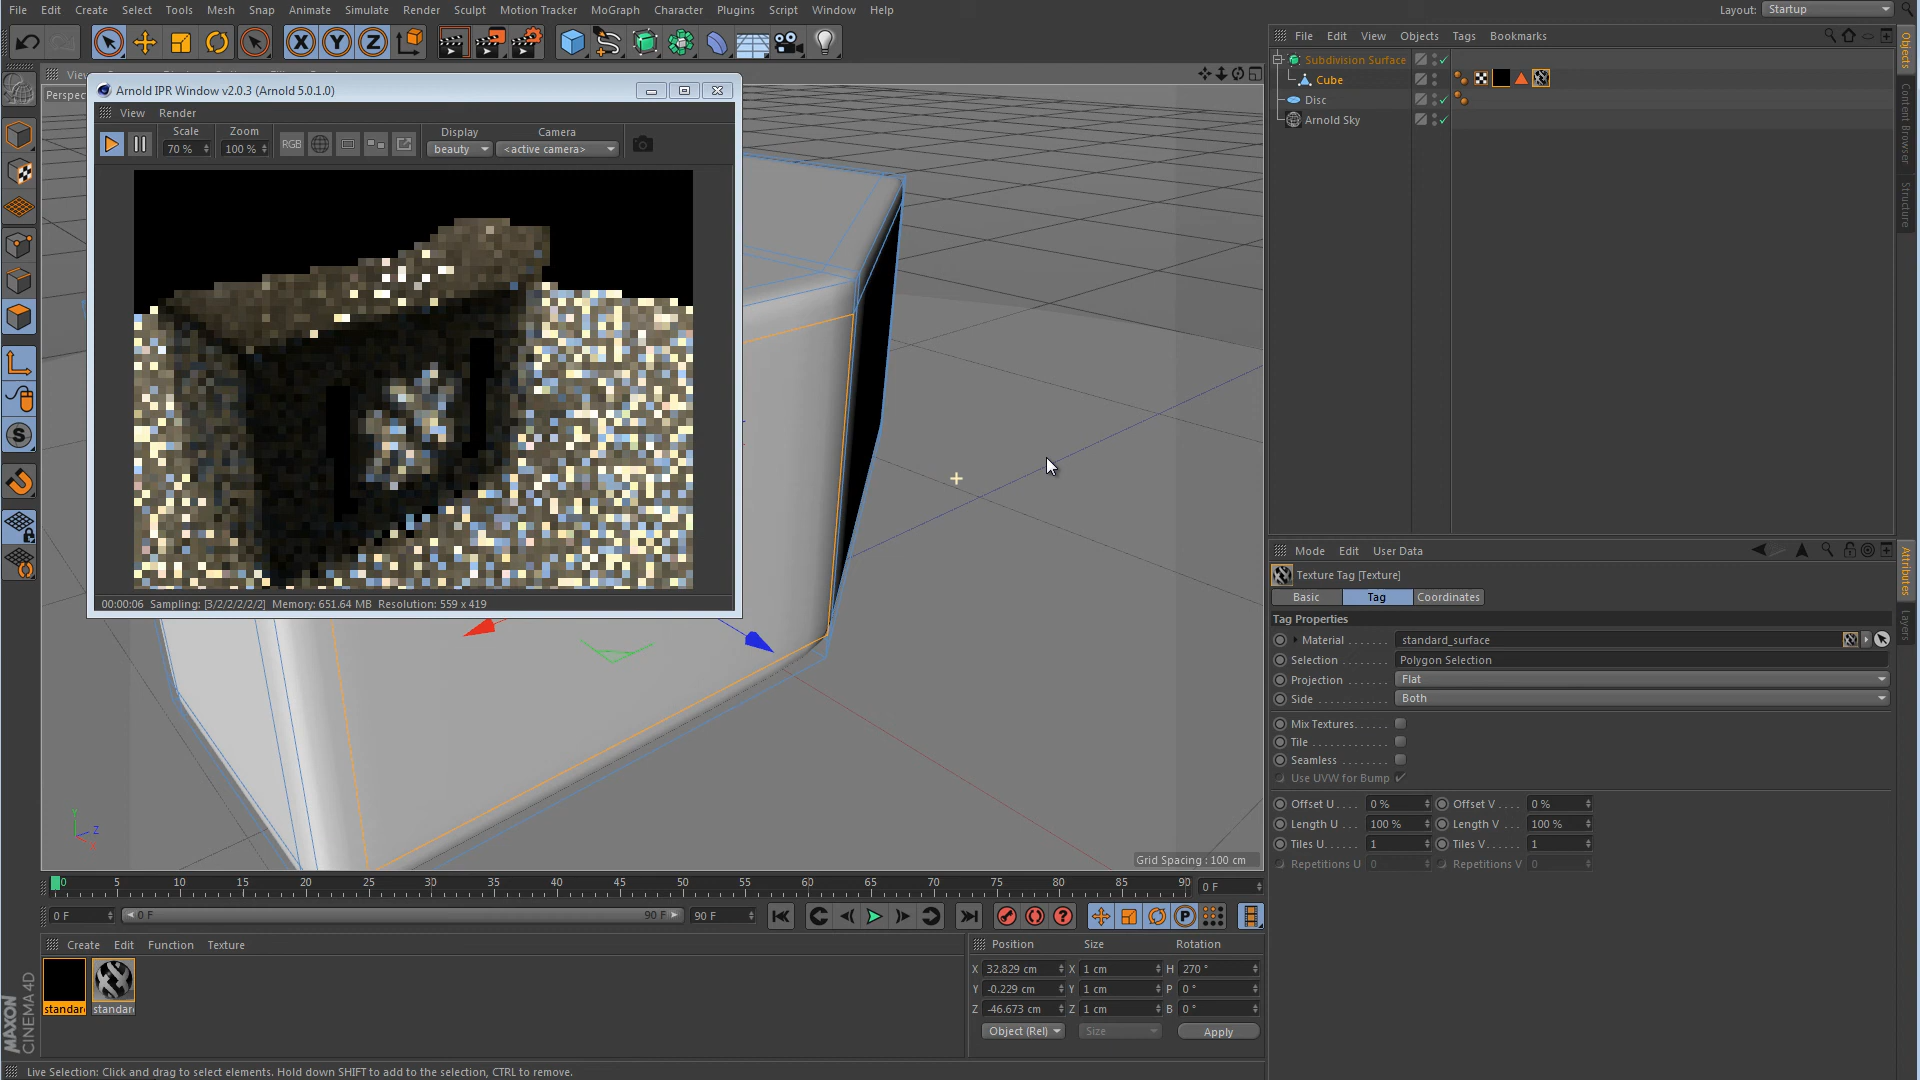 File Edit Create Select Tools Mesh Snap Animate Simulate Render Sculpt Motion Tracker MoGraph Character Plugins Script Window Help
Layout: Startup
File Edit View Objects Tags Bookmarks
Subdivision Surface
Cube
Disc
Arnold Sky
Objects
Content Browser
Structure
Perspec
Arnold IPR Window v2.0.3 (Arnold 5.0.1.0)
View Render
Scale Zoom Display Camera
70 % 100 % RGB beauty <active camera>
00:00:06 Sampling: [3/2/2/2/2/2] Memory: 651.64 MB Resolution: 559 x 419
Y
Z
X
Grid Spacing : 100 cm
Mode Edit User Data
Texture Tag [Texture]
Basic Tag Coordinates
Tag Properties
Material . . . . . . . standard_surface
Selection . . . . . . . . Polygon Selection
Projection . . . . . . . Flat
Side . . . . . . . . . . . . Both
Mix Textures. . . . . .
Tile . . . . . . . . . . . . . .
Seamless . . . . . . . . .
Use UVW for Bump
Offset U . . . . 0 % Offset V . . . . 0 %
Length U . . . 100 % Length V . . . 100 %
Tiles U. . . . . . 1 Tiles V. . . . . . 1
Repetitions U 0 Repetitions V 0
Attributes
Layers
0 5 10 15 20 25 30 35 40 45 50 55 60 65 70 75 80 85 90 0 F
0 F 0 F 90 F 90 F
Create Edit Function Texture
standard
standard
Position Size Rotation
X 32.829 cm X 1 cm H 270 °
Y -0.229 cm Y 1 cm P 0 °
Z -46.673 cm Z 1 cm B 0 °
Object (Rel) Size Apply
MAXON
CINEMA 4D
Live Selection: Click and drag to select elements. Hold down SHIFT to add to the selection, CTRL to remove.